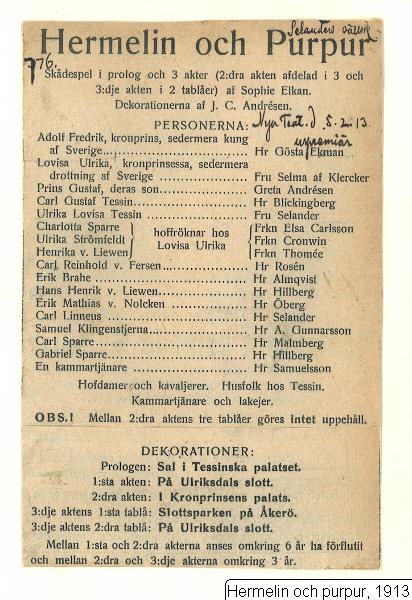 Selanders sällsk.
Hermelin och Purpur
776.
Skådespel i prolog och 3 akter (2:dra akten afdelad i 3 och
3:dje akten i 2 tablåer) af Sophie Elkan.
Dekorationerna af J. C. Andrésen.
PERSONERNA: Nya Teat. d. 5.2.13.
urpremiär
Adolf Fredrik, kronprins, sedermera kung
af Sverige................................ Hr Gösta Ekman
Lovisa Ulrika, kronprinsessa, sedermera
drottning af Sverige ................... Fru Selma af Klercker
Prins Gustaf, deras son.................... Greta Andrésen
Carl Gustaf Tessin.......................... Hr Blickingberg
Ulrika Lovisa Tessin ....................... Fru Selander
Charlotta Sparre } hoffröknar hos { Frkn Elsa Carlsson
Ulrika Strömfeldt } Lovisa Ulrika { Frkn Cronwin
Henrika v. Liewen } { Frkn Thomée
Carl Reinhold v. Fersen .................. Hr Rosén
Erik Brahe .................................. Hr Almqvist
Hans Henrik v. Liewen.................... Hr Hillberg
Erik Mathias v. Nolcken .................. Hr Öberg
Carl Linneus ................................ Hr Selander
Samuel Klingenstjerna..................... Hr A. Gunnarsson
Carl Sparre.................................. Hr Malmberg
Gabriel Sparre.............................. Hr Hillberg
En kammartjänare ......................... Hr Samuelsson
Hofdamer och kavaljerer. Husfolk hos Tessin.
Kammartjänare och lakejer.
OBS.! Mellan 2:dra aktens tre tablåer göres intet uppehåll.
DEKORATIONER:
Prologen: Sal i Tessinska palatset.
1:sta akten: På Ulriksdals slott.
2:dra akten: I Kronprinsens palats.
3:dje aktens 1:sta tablå: Slottsparken på Åkerö.
3:dje aktens 2:dra tablå: På Ulriksdals slott.
Mellan 1:sta och 2:dra akterna anses omkring 6 år ha förflutit
och mellan 2:dra och 3:dje akterna omkring 3 år.
Hermelin och purpur, 1913